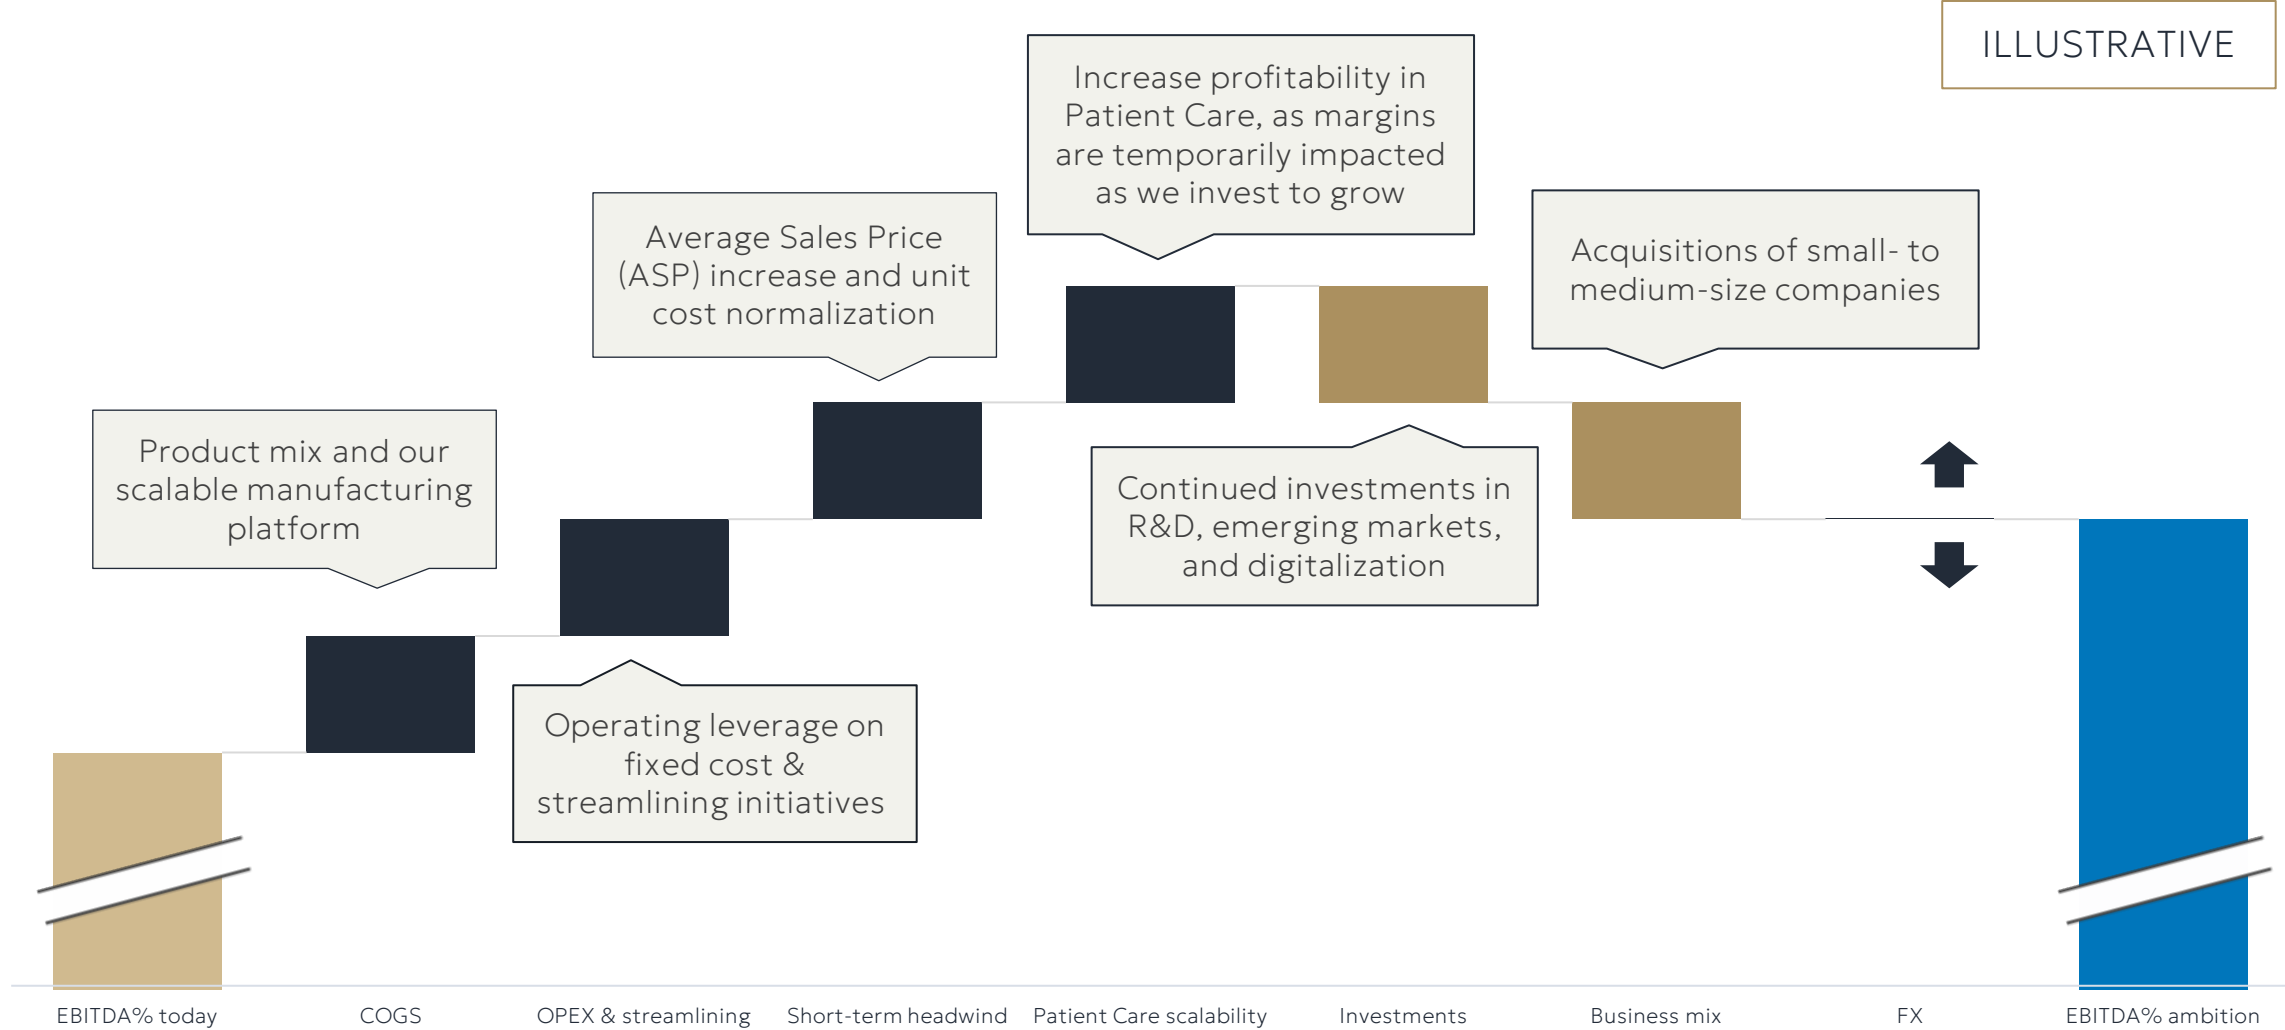 ILLUSTRATIVE
Increase profitability in
Patient Care, as margins
are temporarily impacted
as we invest to grow
Average Sales Price
(ASP) increase and unit
cost normalization
Acquisitions of small- to
medium-size companies
Product mix and our
scalable manufacturing
platform
Continued investments in
R&D, emerging markets,
and digitalization
Operating leverage on
fixed cost &
streamlining initiatives
EBITDA% today
COGS
OPEX & streamlining
Short-term headwind
Patient Care scalability
Investments
Business mix
FX
EBITDA% ambition